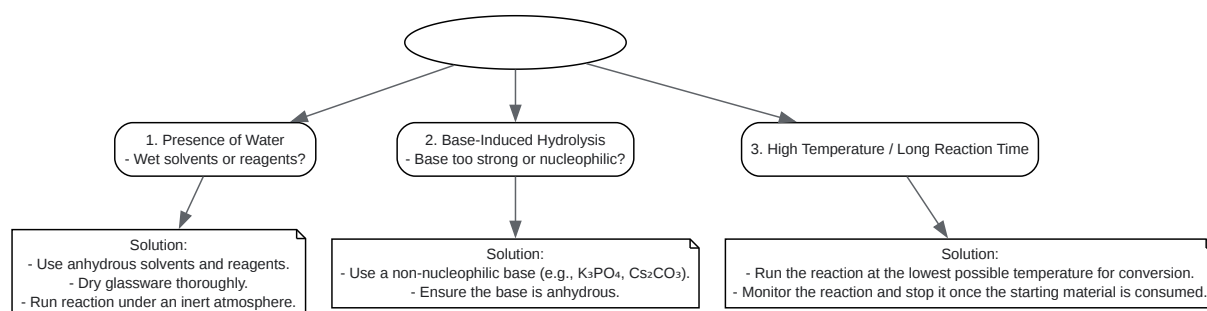 1. Presence of Water
- Wet solvents or reagents?
2. Base-Induced Hydrolysis
- Base too strong or nucleophilic?
3. High Temperature / Long Reaction Time
Solution:
- Use anhydrous solvents and reagents.
- Dry glassware thoroughly.
- Run reaction under an inert atmosphere.
Solution:
- Use a non-nucleophilic base (e.g., K₃PO₄, Cs₂CO₃).
- Ensure the base is anhydrous.
Solution:
- Run the reaction at the lowest possible temperature for conversion.
- Monitor the reaction and stop it once the starting material is consumed.